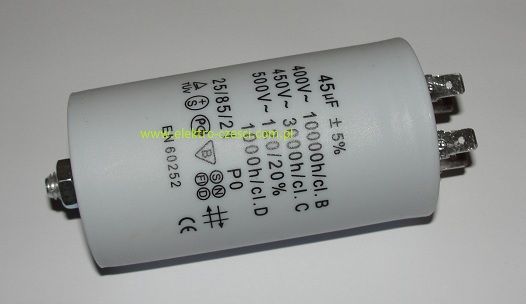 45µF ± 5%
400V~ 10000h/cl.B
450V~ 3000h/cl.C
500V~ 1000h/cl.D
25/85/21
P0
TÜV
EN 60252
CE
www.elektro-czesci.com.pl